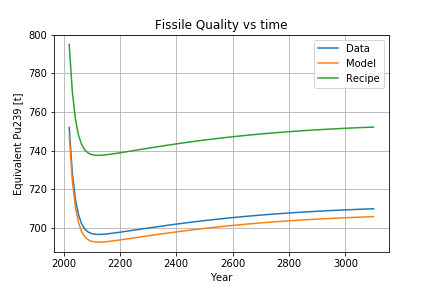 Fissile Quality vs time
Equivalent Pu239 [t]
800
780
760
740
720
700
Data
Model
Recipe
2000
2200
2400
2600
2800
3000
Year